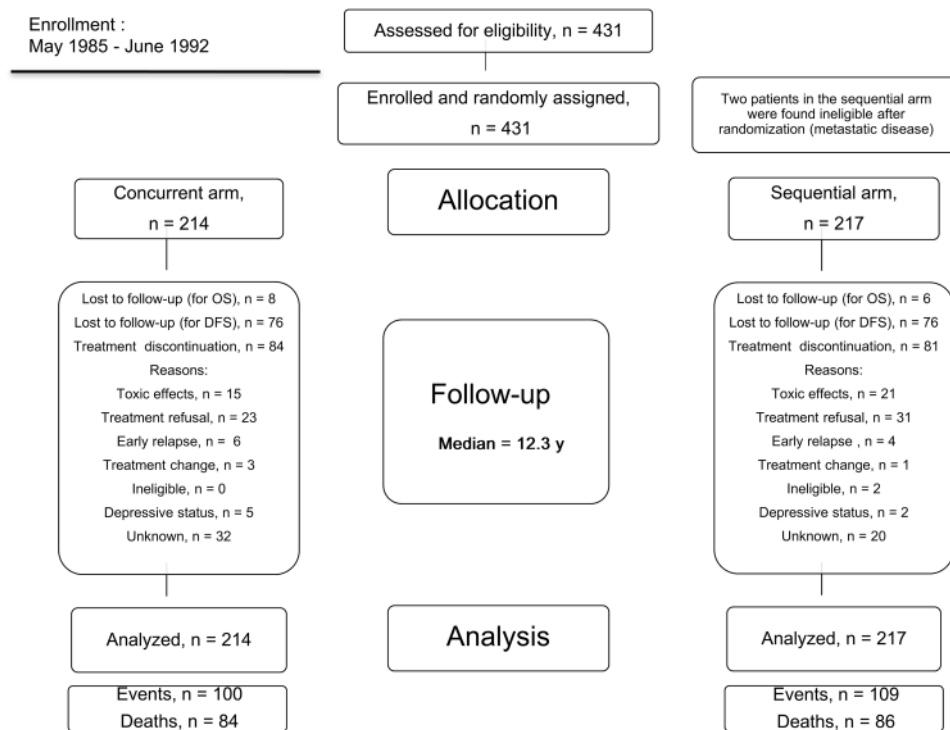 Enrollment :
May 1985 - June 1992
Assessed for eligibility, n = 431
Enrolled and randomly assigned,
n = 431
Two patients in the sequential arm
were found ineligible after
randomization (metastatic disease)
Concurrent arm,
n = 214
Allocation
Sequential arm,
n = 217
Lost to follow-up (for OS), n = 8
Lost to follow-up (for DFS), n = 76
Treatment discontinuation, n = 84
Reasons:
Toxic effects, n = 15
Treatment refusal, n = 23
Early relapse, n = 6
Treatment change, n = 3
Ineligible, n = 0
Depressive status, n = 5
Unknown, n = 32
Follow-up
Median = 12.3 y
Lost to follow-up (for OS), n = 6
Lost to follow-up (for DFS), n = 76
Treatment discontinuation, n = 81
Reasons:
Toxic effects, n = 21
Treatment refusal, n = 31
Early relapse , n = 4
Treatment change, n = 1
Ineligible, n = 2
Depressive status, n = 2
Unknown, n = 20
Analyzed, n = 214
Analysis
Analyzed, n = 217
Events, n = 100
Deaths, n = 84
Events, n = 109
Deaths, n = 86